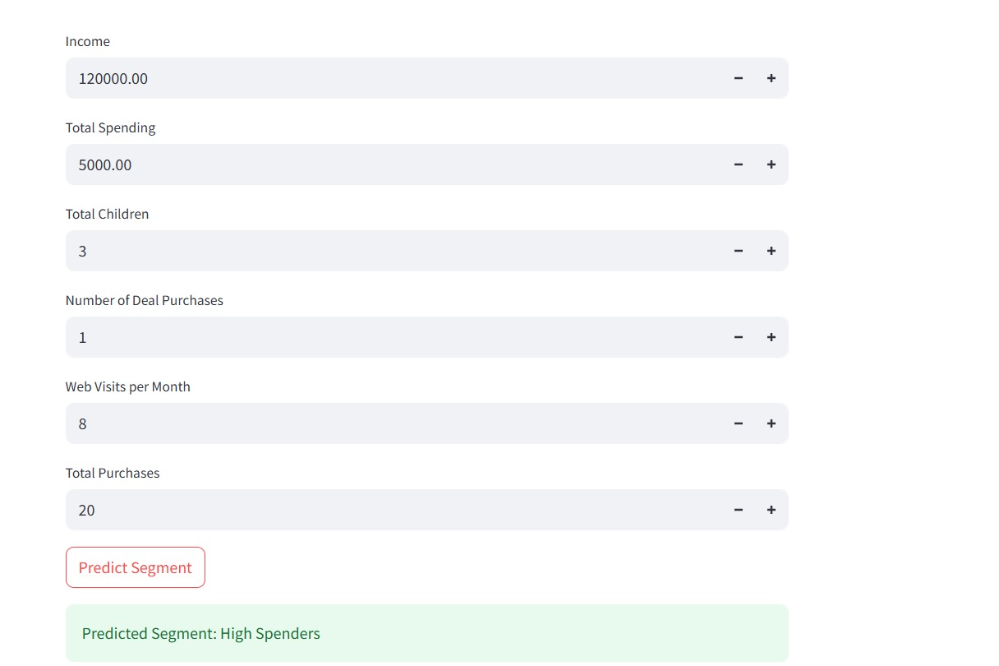 Income
120000.00
Total Spending
5000.00
Total Children
3
Number of Deal Purchases
1
Web Visits per Month
8
Total Purchases
20
Predict Segment
Predicted Segment: High Spenders